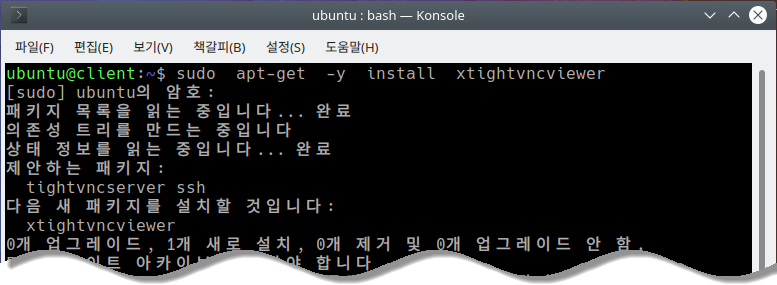 ubuntu : bash — Konsole
파일(F) 편집(E) 보기(V) 책갈피(B) 설정(S) 도움말(H)
ubuntu@client:~$ sudo apt-get -y install xtightvncviewer
[sudo] ubuntu의 암호:
패키지 목록을 읽는 중입니다... 완료
의존성 트리를 만드는 중입니다
상태 정보를 읽는 중입니다... 완료
제안하는 패키지:
tightvncserver ssh
다음 새 패키지를 설치할 것입니다:
xtightvncviewer
0개 업그레이드, 1개 새로 설치, 0개 제거 및 0개 업그레이드 안 함.
아카이브 합니다